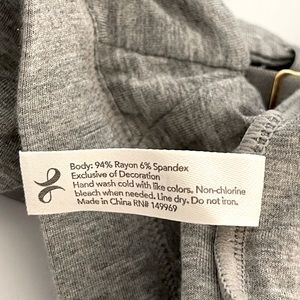 Body: 94% Rayon 6% Spandex
Exclusive of Decoration
Hand wash cold with like colors. Non-chlorine
bleach when needed. Line dry. Do not iron.
Made in China RN# 149969